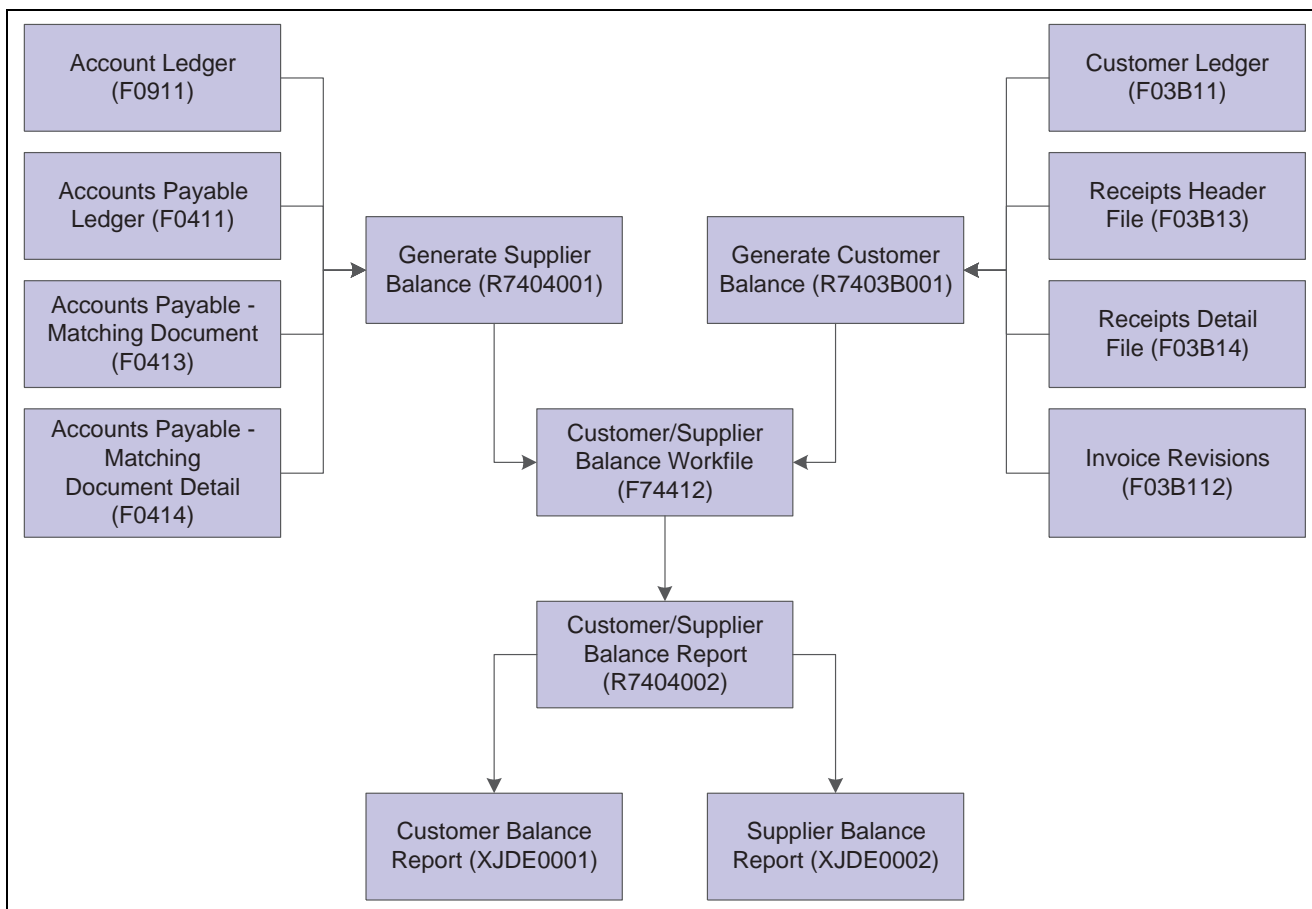 Account Ledger
(F0911)
Customer Ledger
(F03B11)
Accounts Payable
Ledger (F0411)
Receipts Header
File (F03B13)
Generate Supplier
Balance (R7404001)
Generate Customer
Balance (R7403B001)
Accounts Payable -
Matching Document
(F0413)
Receipts Detail
File (F03B14)
Accounts Payable -
Matching
Document Detail
(F0414)
Customer/Supplier
Balance Workfile
(F74412)
Invoice Revisions
(F03B112)
Customer/Supplier
Balance Report
(R7404002)
Customer Balance
Report (XJDE0001)
Supplier Balance
Report (XJDE0002)